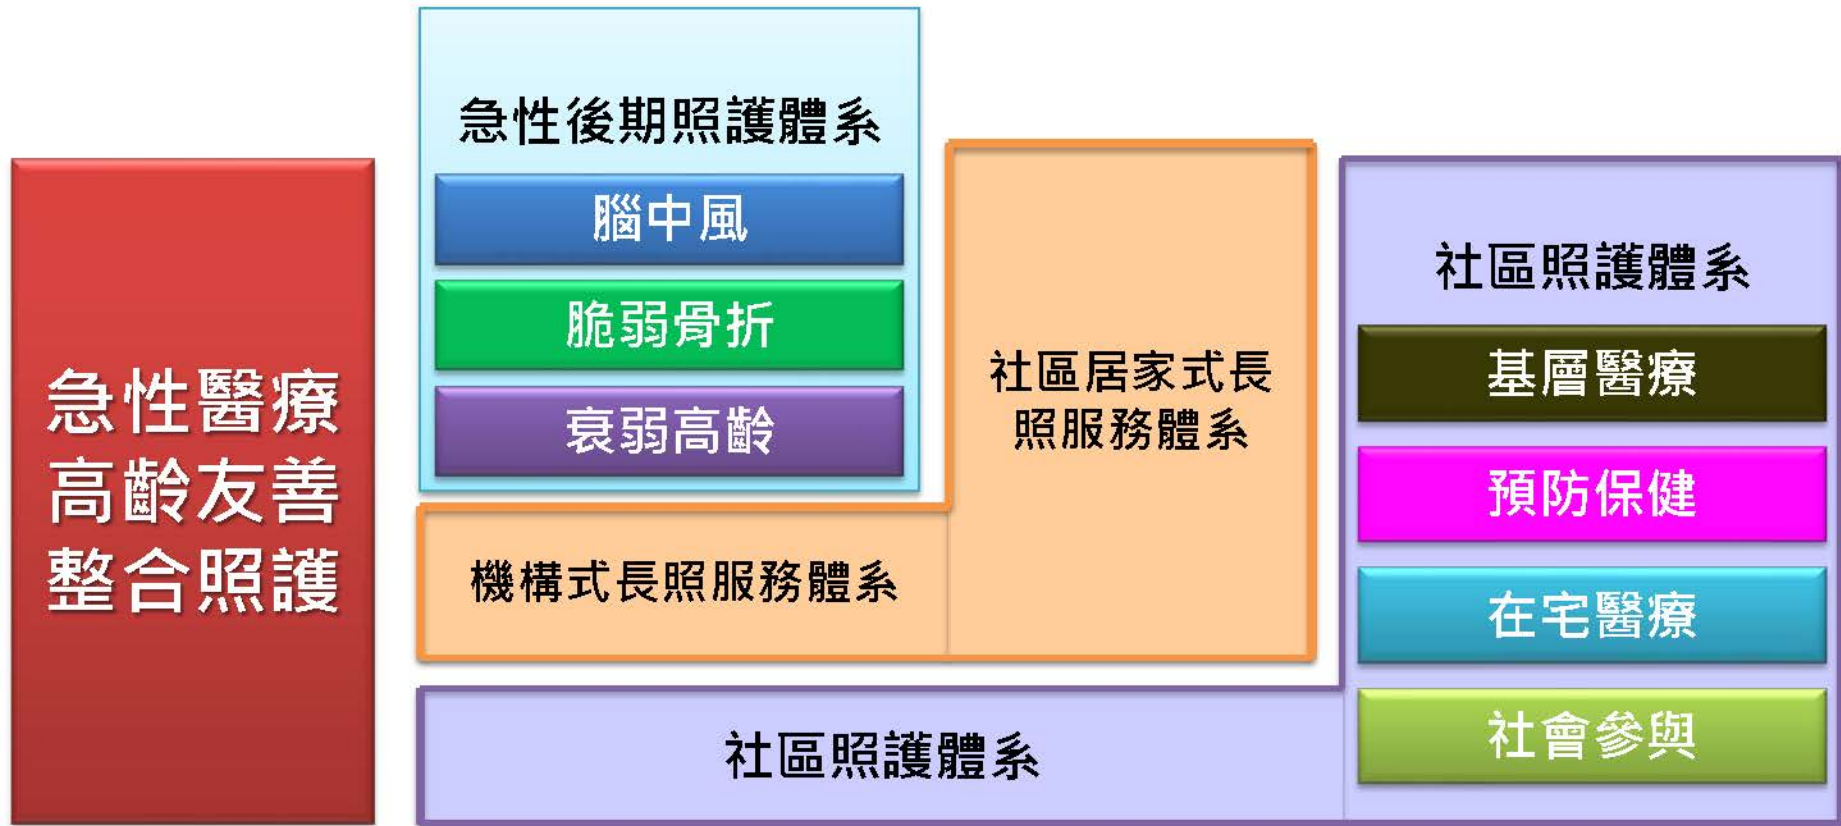 急性醫療
高齡友善
整合照護
急性後期照護體系
腦中風
脆弱骨折
衰弱高齡
機構式長照服務體系
社區居家式長
照服務體系
社區照護體系
基層醫療
預防保健
在宅醫療
社會參與
社區照護體系